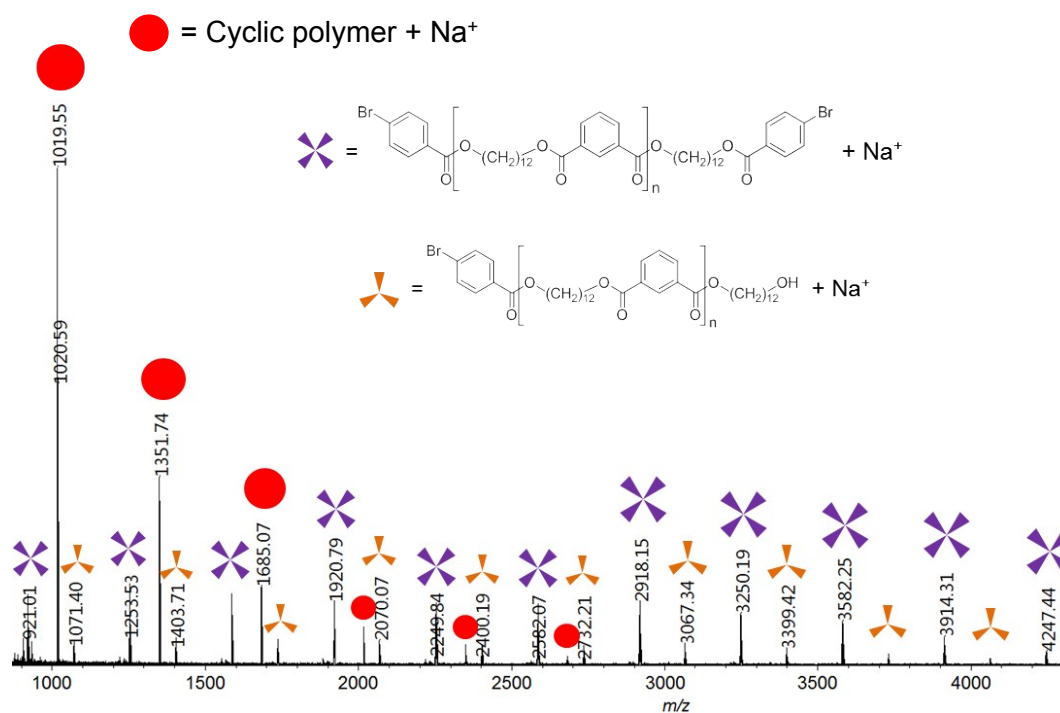 = Cyclic polymer + Na⁺
Br
O
O
(CH₂)₁₂
O
O
O
n
O
(CH₂)₁₂
O
O
Br
= + Na⁺
Br
O
O
(CH₂)₁₂
O
O
O
n
O
(CH₂)₁₂
OH
= + Na⁺
1019.55
1020.59
1351.74
921.01
1071.40
1253.53
1403.71
1685.07
1920.79
2070.07
2249.84
2400.19
2582.07
2732.21
2918.15
3067.34
3250.19
3399.42
3582.25
3914.31
4247.44
1000 1500 2000 2500 3000 3500 4000
m/z